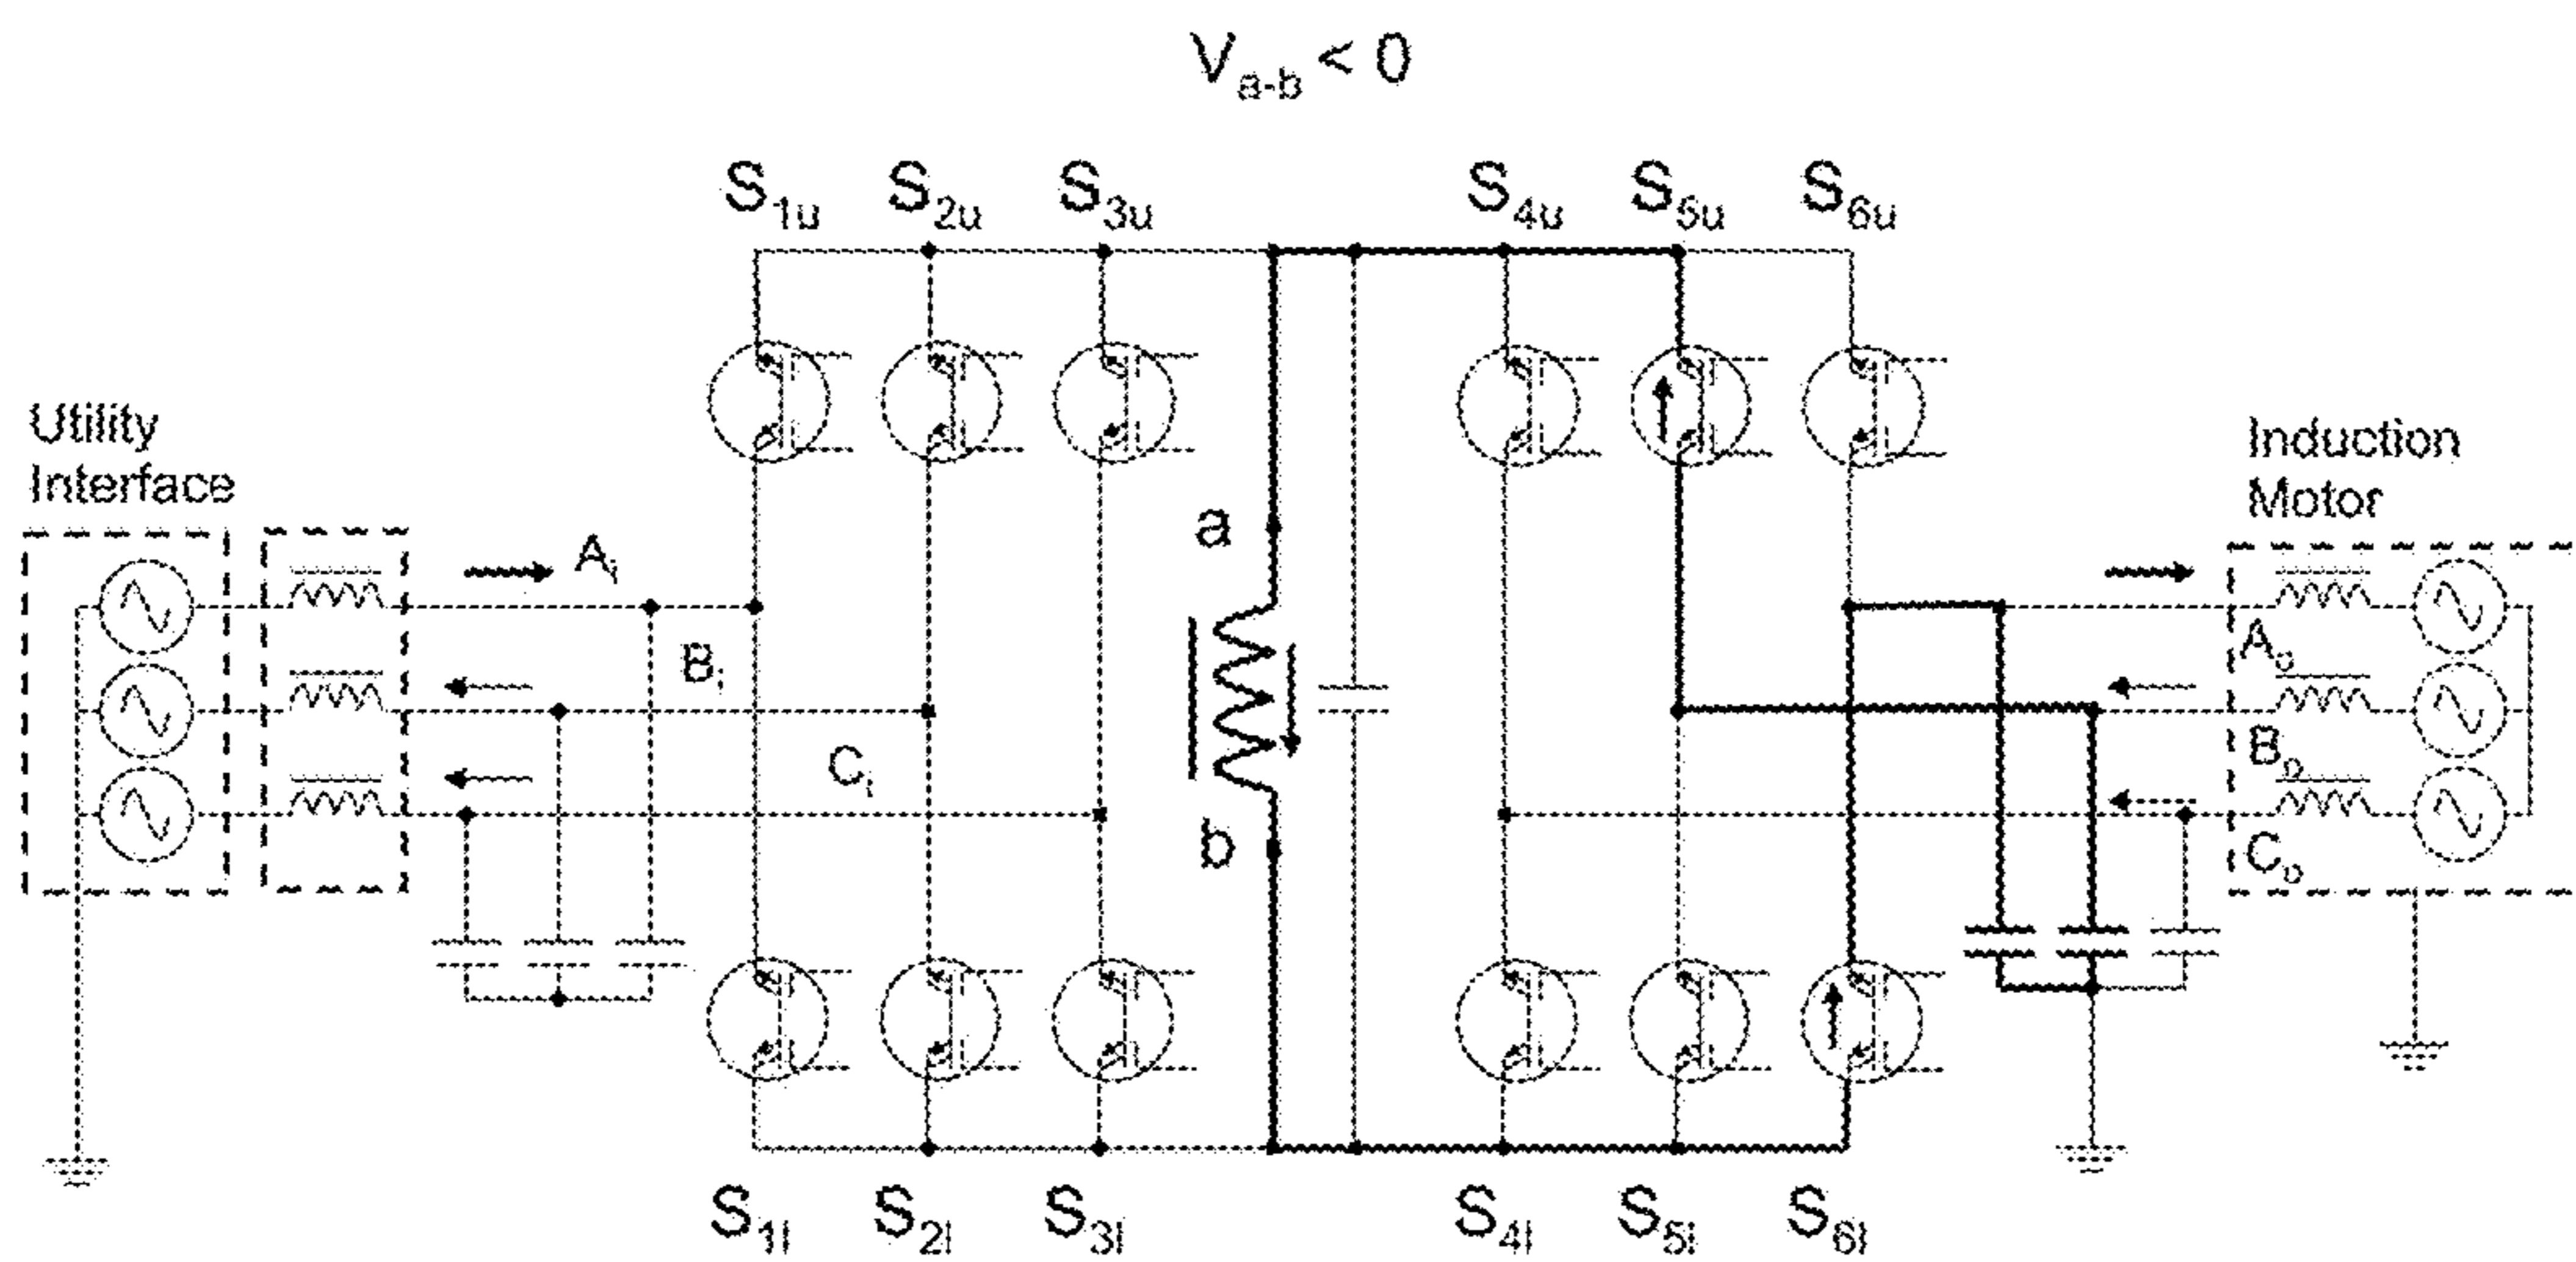 Va-b < 0
S1u S2u S3u S4u S5u S6u
Utility
Interface
Induction
Motor
Ai
Bi
Ci
a
b
Ao
Bo
Co
S1l S2l S3l S4l S5l S6l